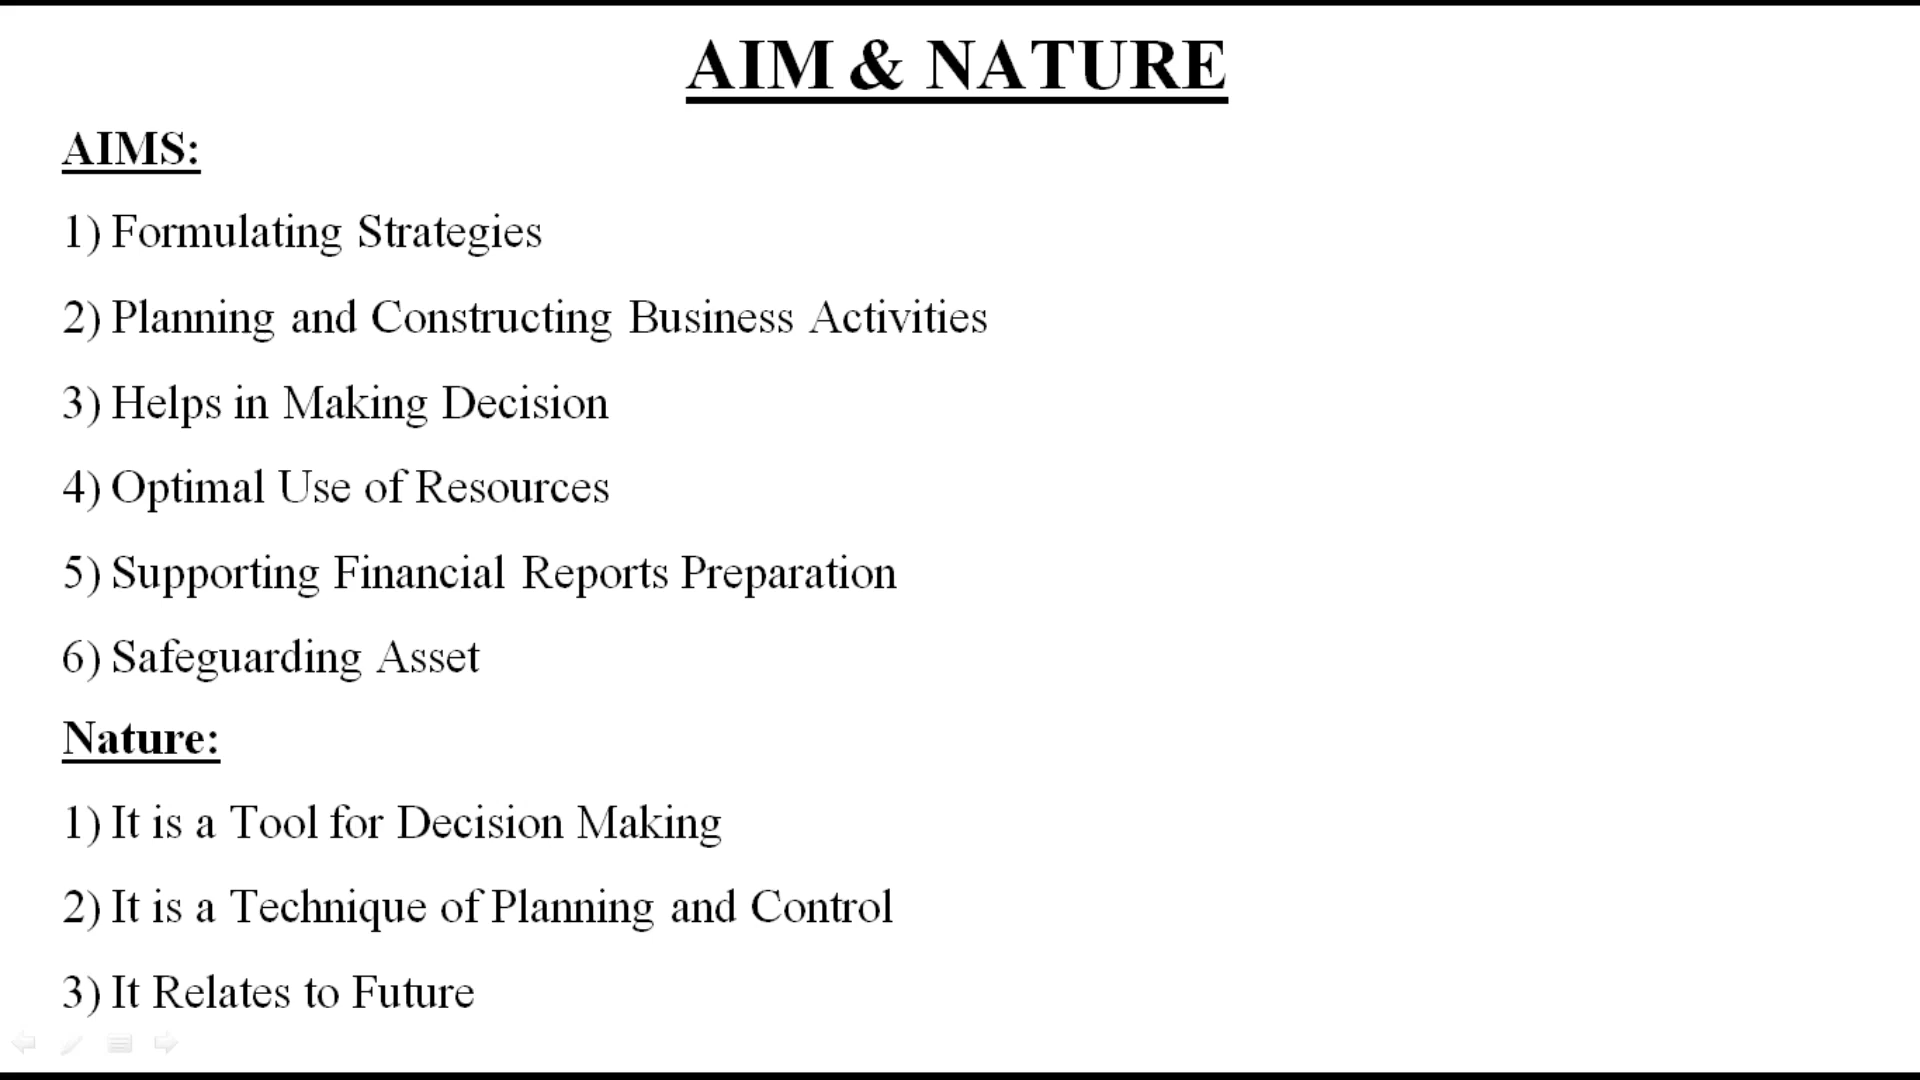 AIM & NATURE
AIMS:
1) Formulating Strategies
2) Planning and Constructing Business Activities
3) Helps in Making Decision
4) Optimal Use of Resources
5) Supporting Financial Reports Preparation
6) Safeguarding Asset
Nature:
1) It is a Tool for Decision Making
2) It is a Technique of Planning and Control
3) It Relates to Future